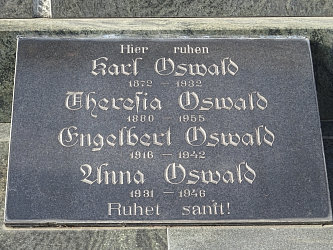 Hier ruhen
Karl Oswald
1872 – 1932
Theresia Oswald
1880 – 1955
Engelbert Oswald
1916 – 1942
Anna Oswald
1931 – 1946
Ruhet sanft!